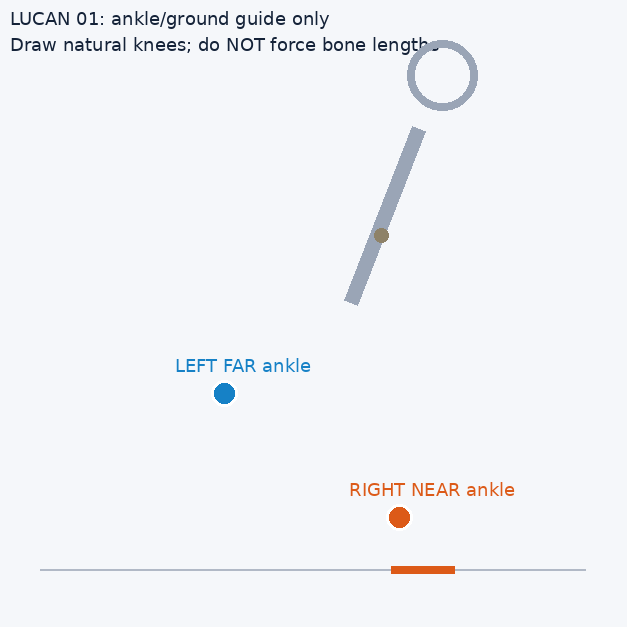 LUCAN 01: ankle/ground guide only
Draw natural knees; do NOT force bone lengths
LEFT FAR ankle
RIGHT NEAR ankle